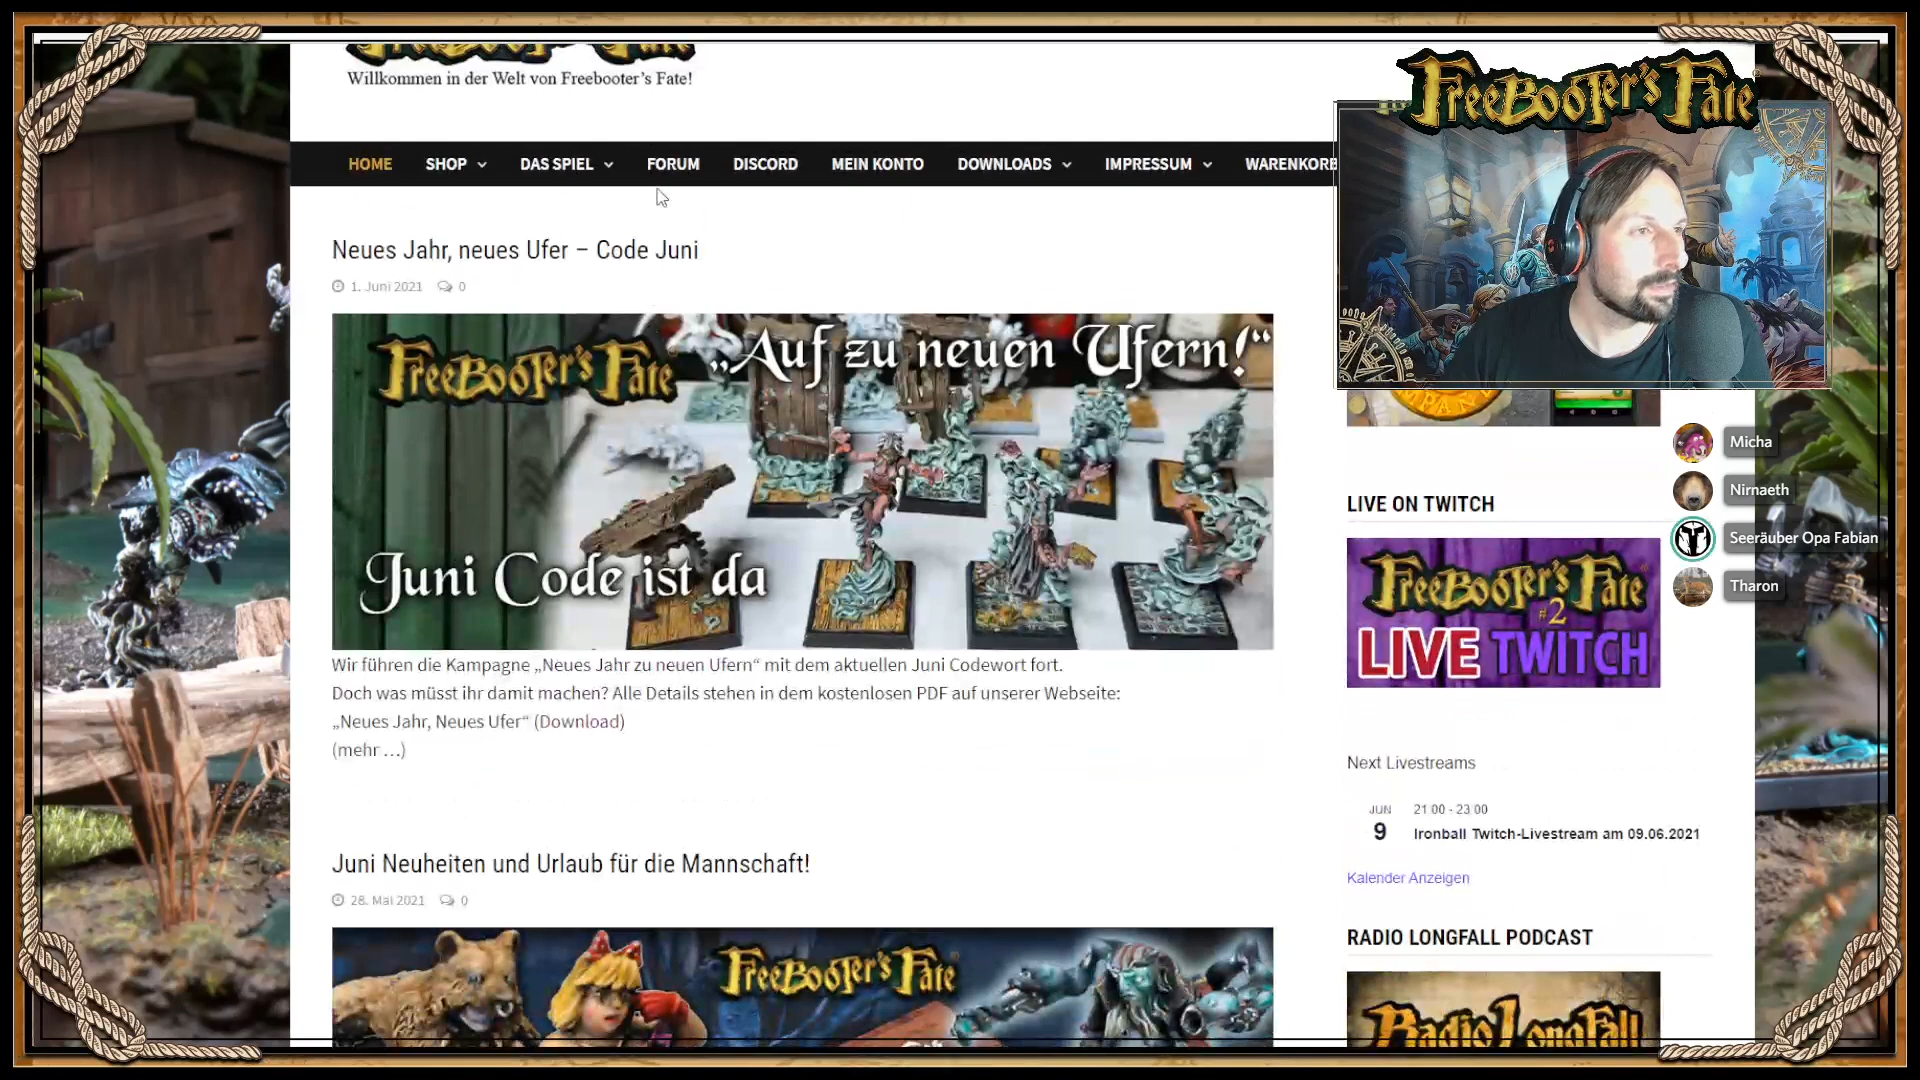 FreeBooter's Fate
Willkommen in der Welt von Freebooter's Fate!
FreeBooter's Fate
HOME SHOP DAS SPIEL FORUM DISCORD MEIN KONTO DOWNLOADS IMPRESSUM
Neues Jahr, neues Ufer – Code Juni
1. Juni 2021 0
FreeBooter's Fate
„Auf zu neuen Ufern!“
Juni Code ist da
Wir führen die Kampagne „Neues Jahr zu neuen Ufern“ mit dem aktuellen Juni Codewort fort.
Doch was müsst ihr damit machen? Alle Details stehen in dem kostenlosen PDF auf unserer Webseite:
„Neues Jahr, Neues Ufer“ (Download)
(mehr …)
Juni Neuheiten und Urlaub für die Mannschaft!
28. Mai 2021 0
FreeBooter's Fate
Micha
Nirnaeth
Seeräuber Opa Fabian
Tharon
LIVE ON TWITCH
FreeBooter's Fate
#2
LIVE TWITCH
Next Livestreams
JUN
9
21:00 - 23:00
Ironball Twitch-Livestream am 09.06.2021
Kalender Anzeigen
RADIO LONGFALL PODCAST
Radio Longfall